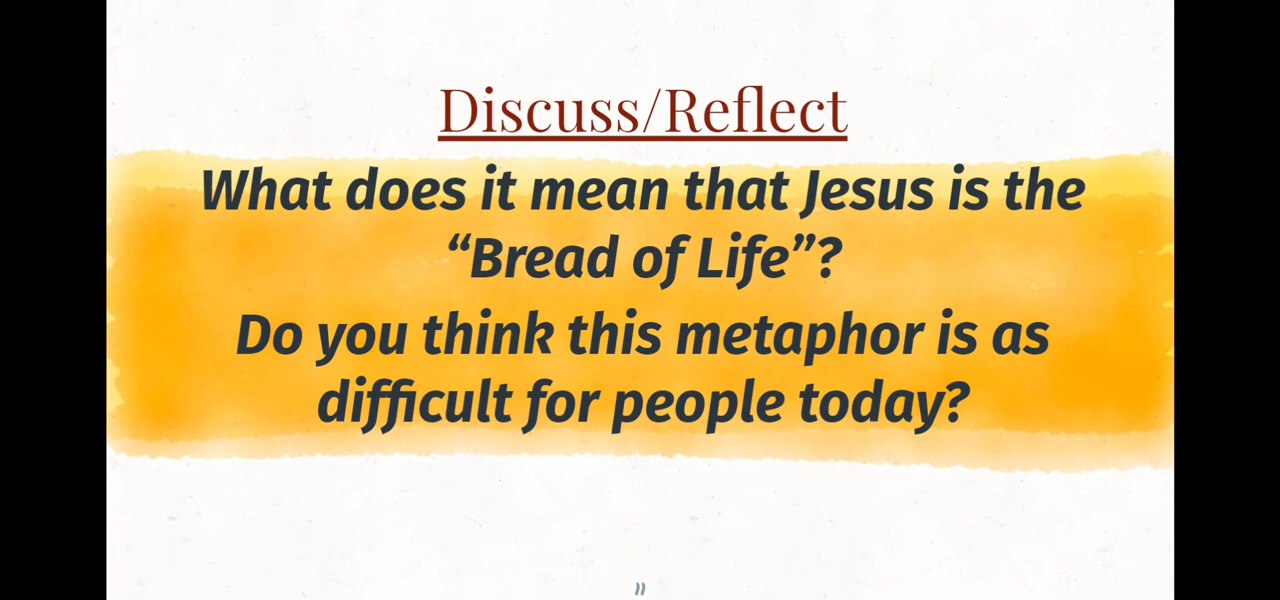 Discuss/Reflect
What does it mean that Jesus is the
“Bread of Life”?
Do you think this metaphor is as
difficult for people today?